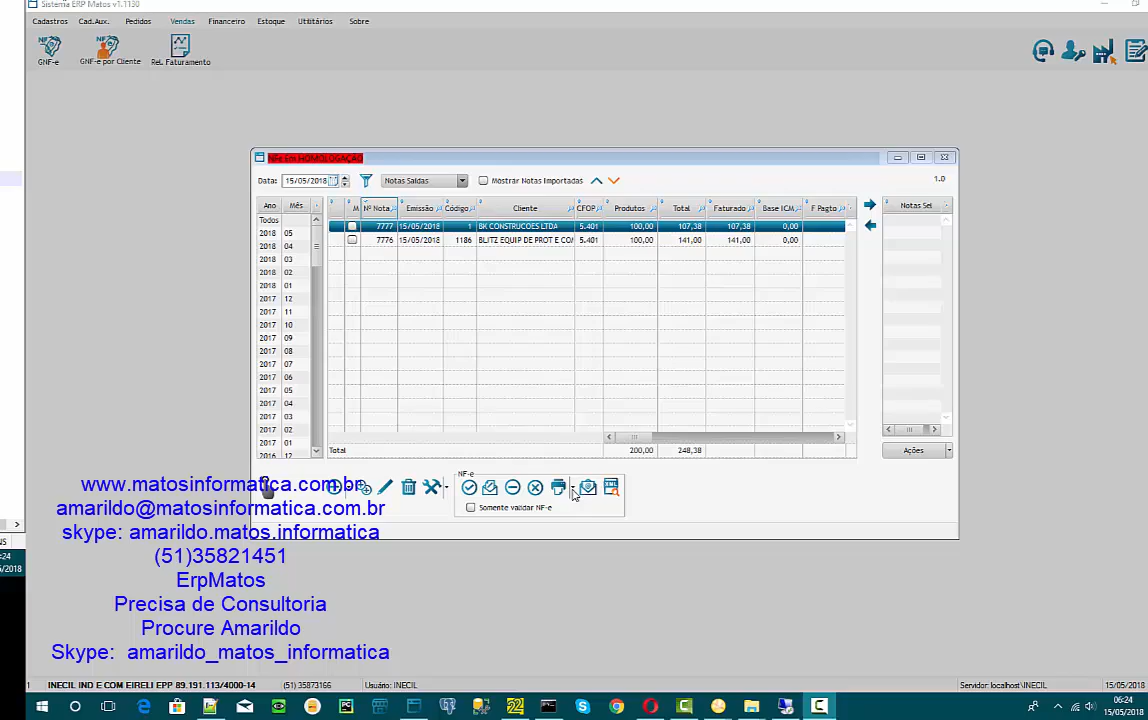 Sistema ERP Matos v1.1130
Cadastros Cad.Aux. Pedidos Vendas Financeiro Estoque Utilitários Sobre
GNF-e GNF-e por Cliente Rel. Faturamento
NFe Em HOMOLOGAÇÃO
Data: 15/05/2018 Notas Saídas Mostrar Notas Importadas 1.0
Ano Mês M Nº Nota Emissão Código Cliente CFOP Produtos Total Faturado Base ICM F Pagto Notas Sel
Todos
7777 15/05/2018 1 BK CONSTRUCOES LTDA 5.401 100,00 107,38 107,38 0,00
2018 05
7776 15/05/2018 1186 BLITZ EQUIP DE PROT E COM 5.401 100,00 141,00 141,00 0,00
2018 04
2018 03
2018 02
2018 01
2017 12
2017 11
2017 10
2017 09
2017 08
2017 07
2017 06
2017 05
2017 04
2017 03
2017 02
2017 01
2016 12
Total 200,00 248,38 Ações
NF-e
Somente validar NF-e
www.matosinformatica.com.br
amarildo@matosinformatica.com.br
skype: amarildo.matos.informatica
(51)35821451
ErpMatos
Precisa de Consultoria
Procure Amarildo
Skype: amarildo_matos_informatica
1 INECIL IND E COM EIRELI EPP 89.191.113/4000-14 (51) 35873166 Usuário: INECIL Servidor: localhost\INECIL 15/05/2018
06:24
15/05/2018